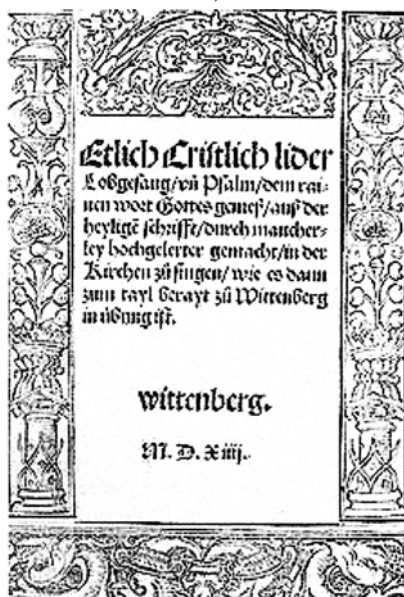 Etlich Cristlich lider
Lobgesang/vñ Psalm/dem rai-
nen wort Gottes gemeß/auß der
heyligẽ schrifft/durch mancher-
ley hochgelerter gemacht/in der
Kirchen zů singen/wie es dann
zum tayl berayt zů Wittenberg
in übung ist.
wittenberg.
M. D. Xiiij.